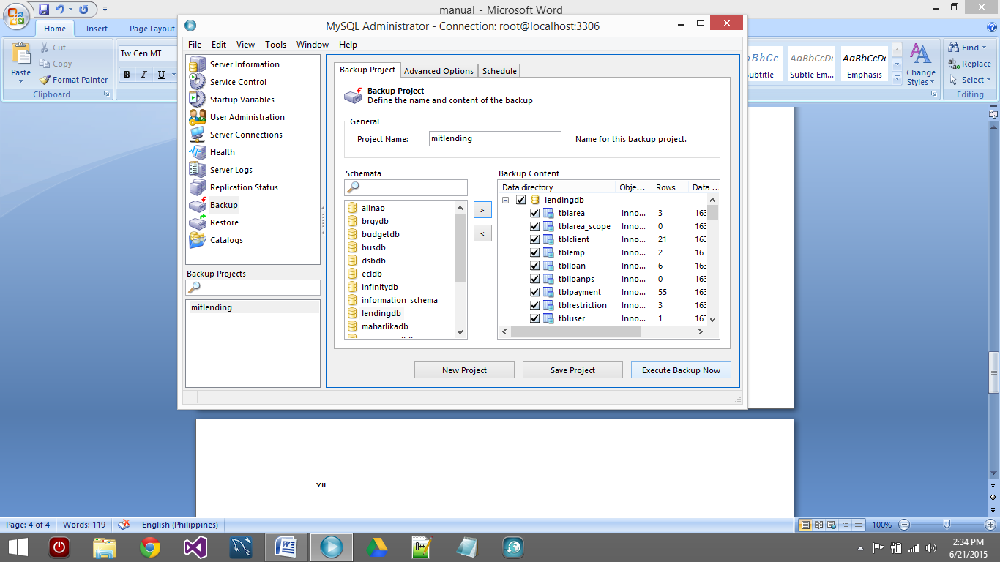 manual - Microsoft Word
Home Insert Page Layout
Paste
Cut
Copy
Format Painter
Clipboard
Tw Cen MT
B I U
MySQL Administrator - Connection: root@localhost:3306
File Edit View Tools Window Help
Server Information
Service Control
Startup Variables
User Administration
Server Connections
Health
Server Logs
Replication Status
Backup
Restore
Catalogs
Backup Projects
mitlending
Backup Project Advanced Options Schedule
Backup Project
Define the name and content of the backup
General
Project Name: mitlending Name for this backup project.
Schemata
alinao
brgydb
budgetdb
busdb
dsbdb
ecldb
infinitydb
information_schema
lendingdb
maharlikadb
>
<
Backup Content
Data directory Obje... Rows Data ...
lendingdb
tblarea Inno... 3 163
tblarea_scope Inno... 0 163
tblclient Inno... 21 163
tblemp Inno... 2 163
tblloan Inno... 6 163
tblloanps Inno... 0 163
tblpayment Inno... 55 163
tblrestriction Inno... 3 163
tbluser Inno... 1 163
New Project Save Project Execute Backup Now
AaBbCcDc AaBbCcDc
ubtitle Subtle Em... Emphasis
Change
Styles
Find
Replace
Select
Editing
vii.
Page: 4 of 4 Words: 119 English (Philippines) 100%
2:34 PM
6/21/2015